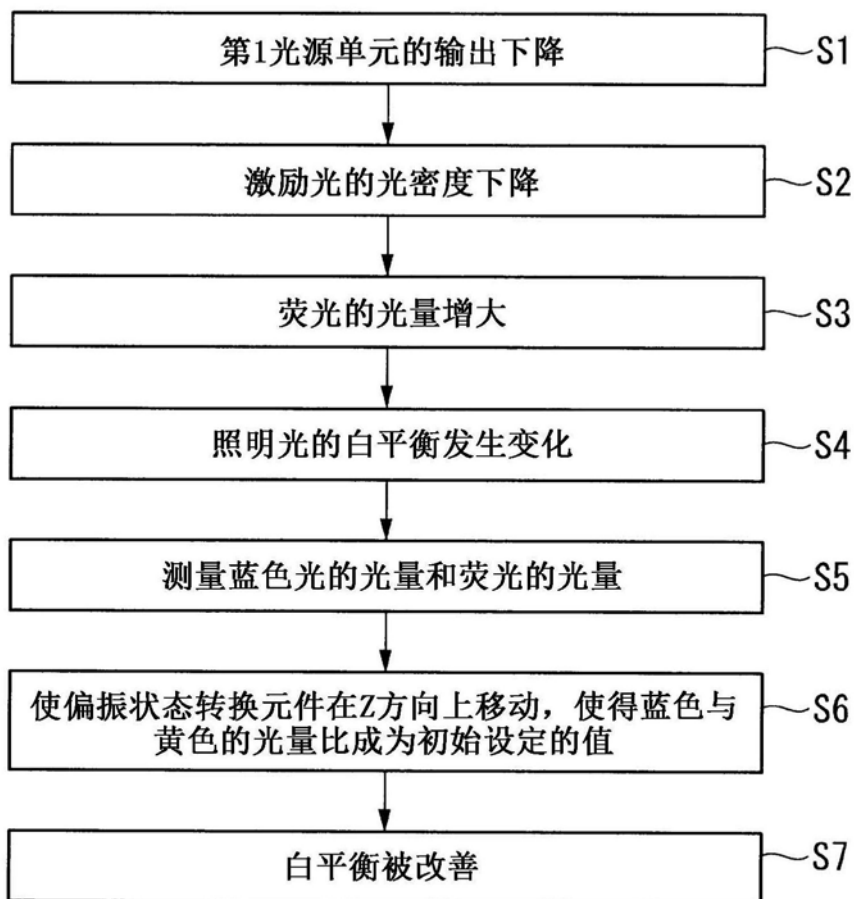 第1光源单元的输出下降 S1
激励光的光密度下降 S2
荧光的光量增大 S3
照明光的白平衡发生变化 S4
测量蓝色光的光量和荧光的光量 S5
使偏振状态转换元件在Z方向上移动，使得蓝色与 S6
黄色的光量比成为初始设定的值
白平衡被改善 S7